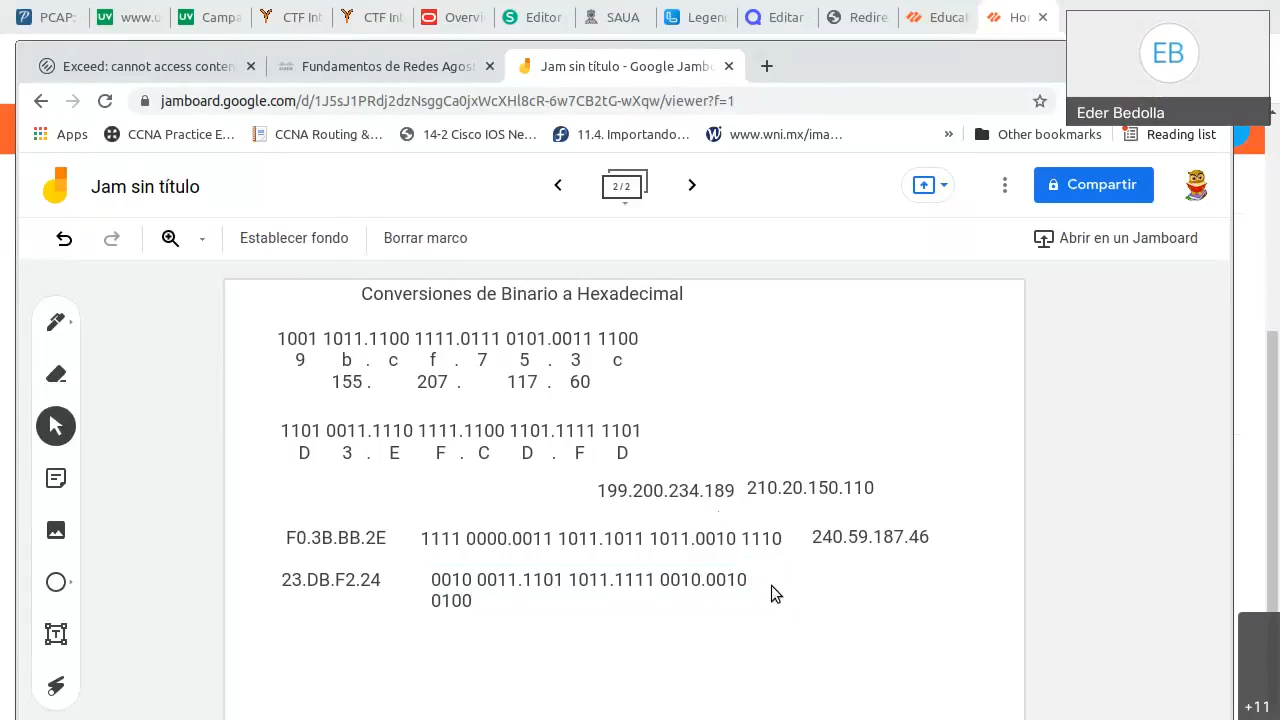 PCAP:
www.u
Campa
CTF Int
CTF Int
Overvi
Editor
SAUA
Legen
Editar
Redire
Educa
Ho
Exceed: cannot access conten
Fundamentos de Redes Ag
Jam sin título - Google Jambo
EB
Eder Bedolla
jamboard.google.com/d/1J5sJ1PRdj2dzNsggCa0jxWcXHl8cR-6w7CB2tG-wXqw/viewer?f=1
Apps
CCNA Practice E...
CCNA Routing &...
14-2 Cisco IOS Ne...
11.4. Importando...
www.wni.mx/ima...
»
Other bookmarks
Reading list
Jam sin título
2 / 2
Compartir
Establecer fondo
Borrar marco
Abrir en un Jamboard
Conversiones de Binario a Hexadecimal
1001 1011.1100 1111.0111 0101.0011 1100
9 b . c f . 7 5 . 3 c
155 . 207 . 117 . 60
1101 0011.1110 1111.1100 1101.1111 1101
D 3 . E F . C D . F D
199.200.234.189 210.20.150.110
F0.3B.BB.2E 1111 0000.0011 1011.1011 1011.0010 1110 240.59.187.46
23.DB.F2.24 0010 0011.1101 1011.1111 0010.0010
0100
+11